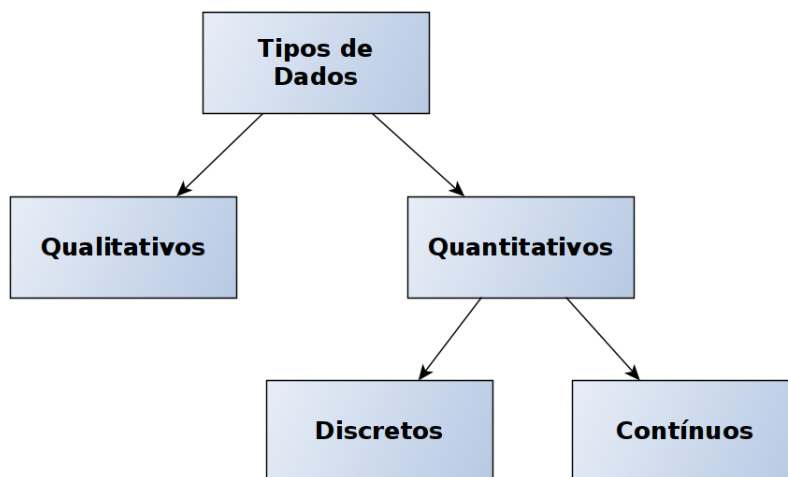 Tipos de
Dados
Qualitativos
Quantitativos
Discretos
Contínuos